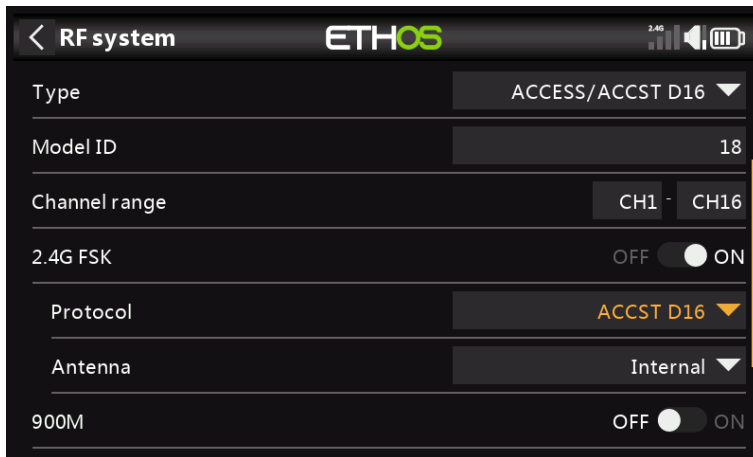 RF system ETHOS 2.4G
Type ACCESS/ACCST D16
Model ID 18
Channel range CH1 - CH16
2.4G FSK OFF ON
Protocol ACCST D16
Antenna Internal
900M OFF ON